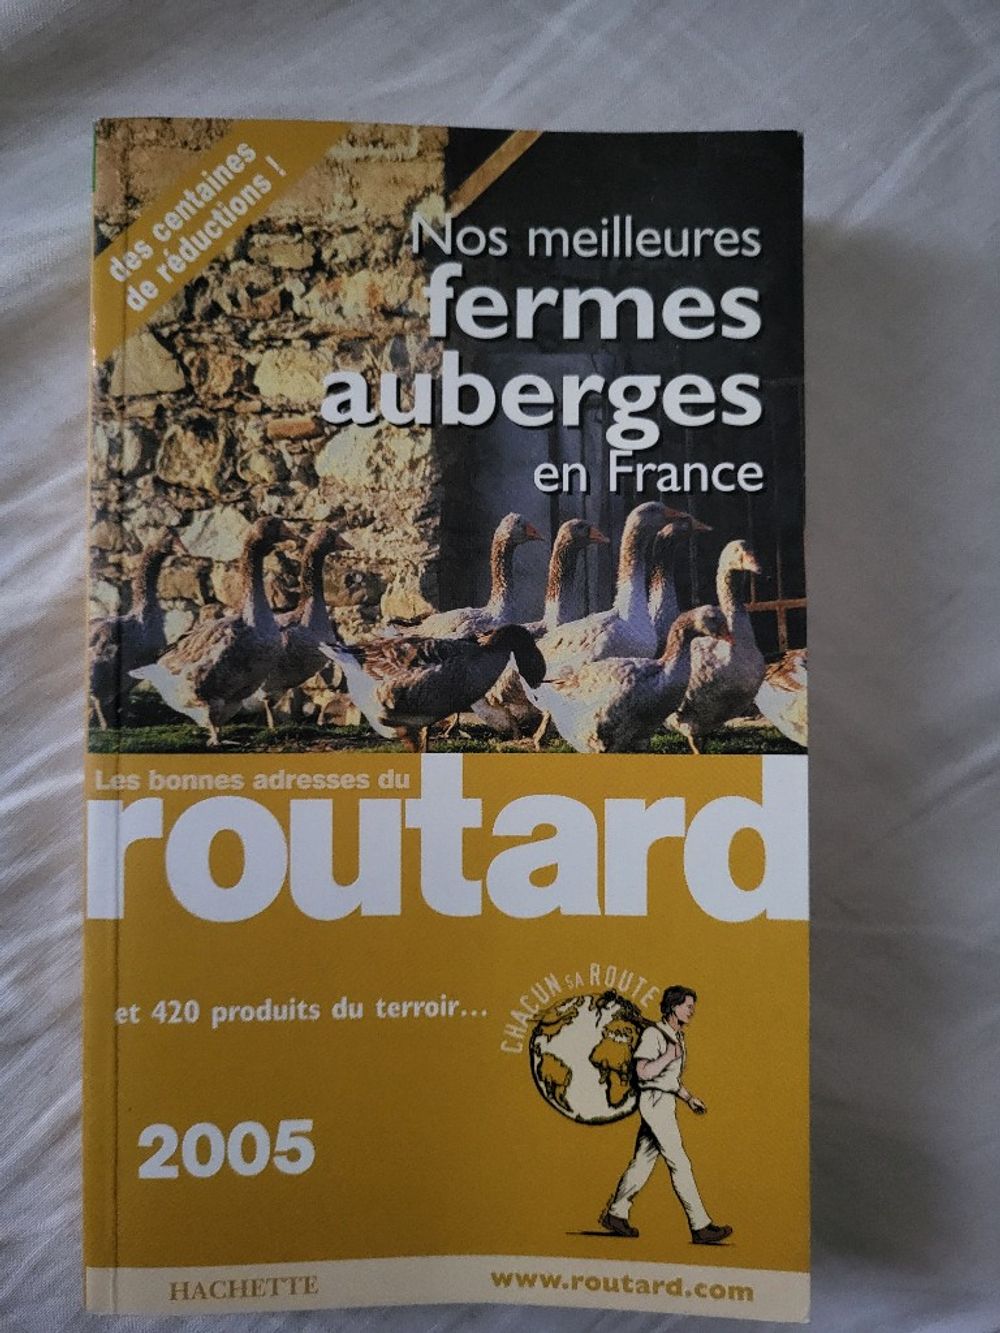 des centaines
de réductions !
Nos meilleures
fermes
auberges
en France
Les bonnes adresses du
routard
et 420 produits du terroir...
CHACUN SA ROUTE
2005
HACHETTE
www.routard.com